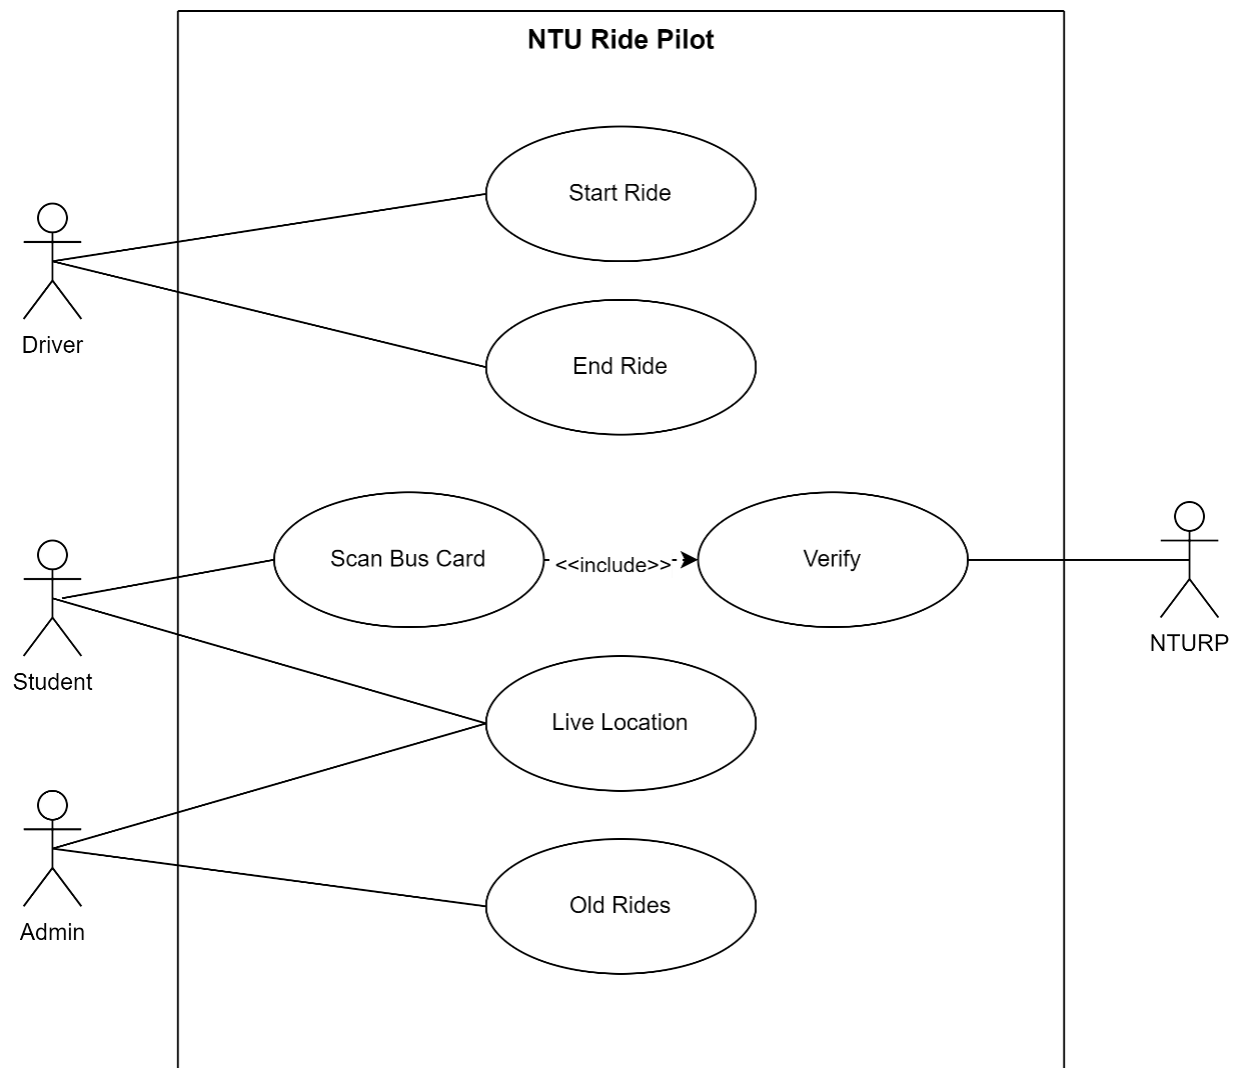 NTU Ride Pilot
Start Ride
Driver
End Ride
Scan Bus Card
<<include>>
Verify
Student
NTURP
Live Location
Admin
Old Rides